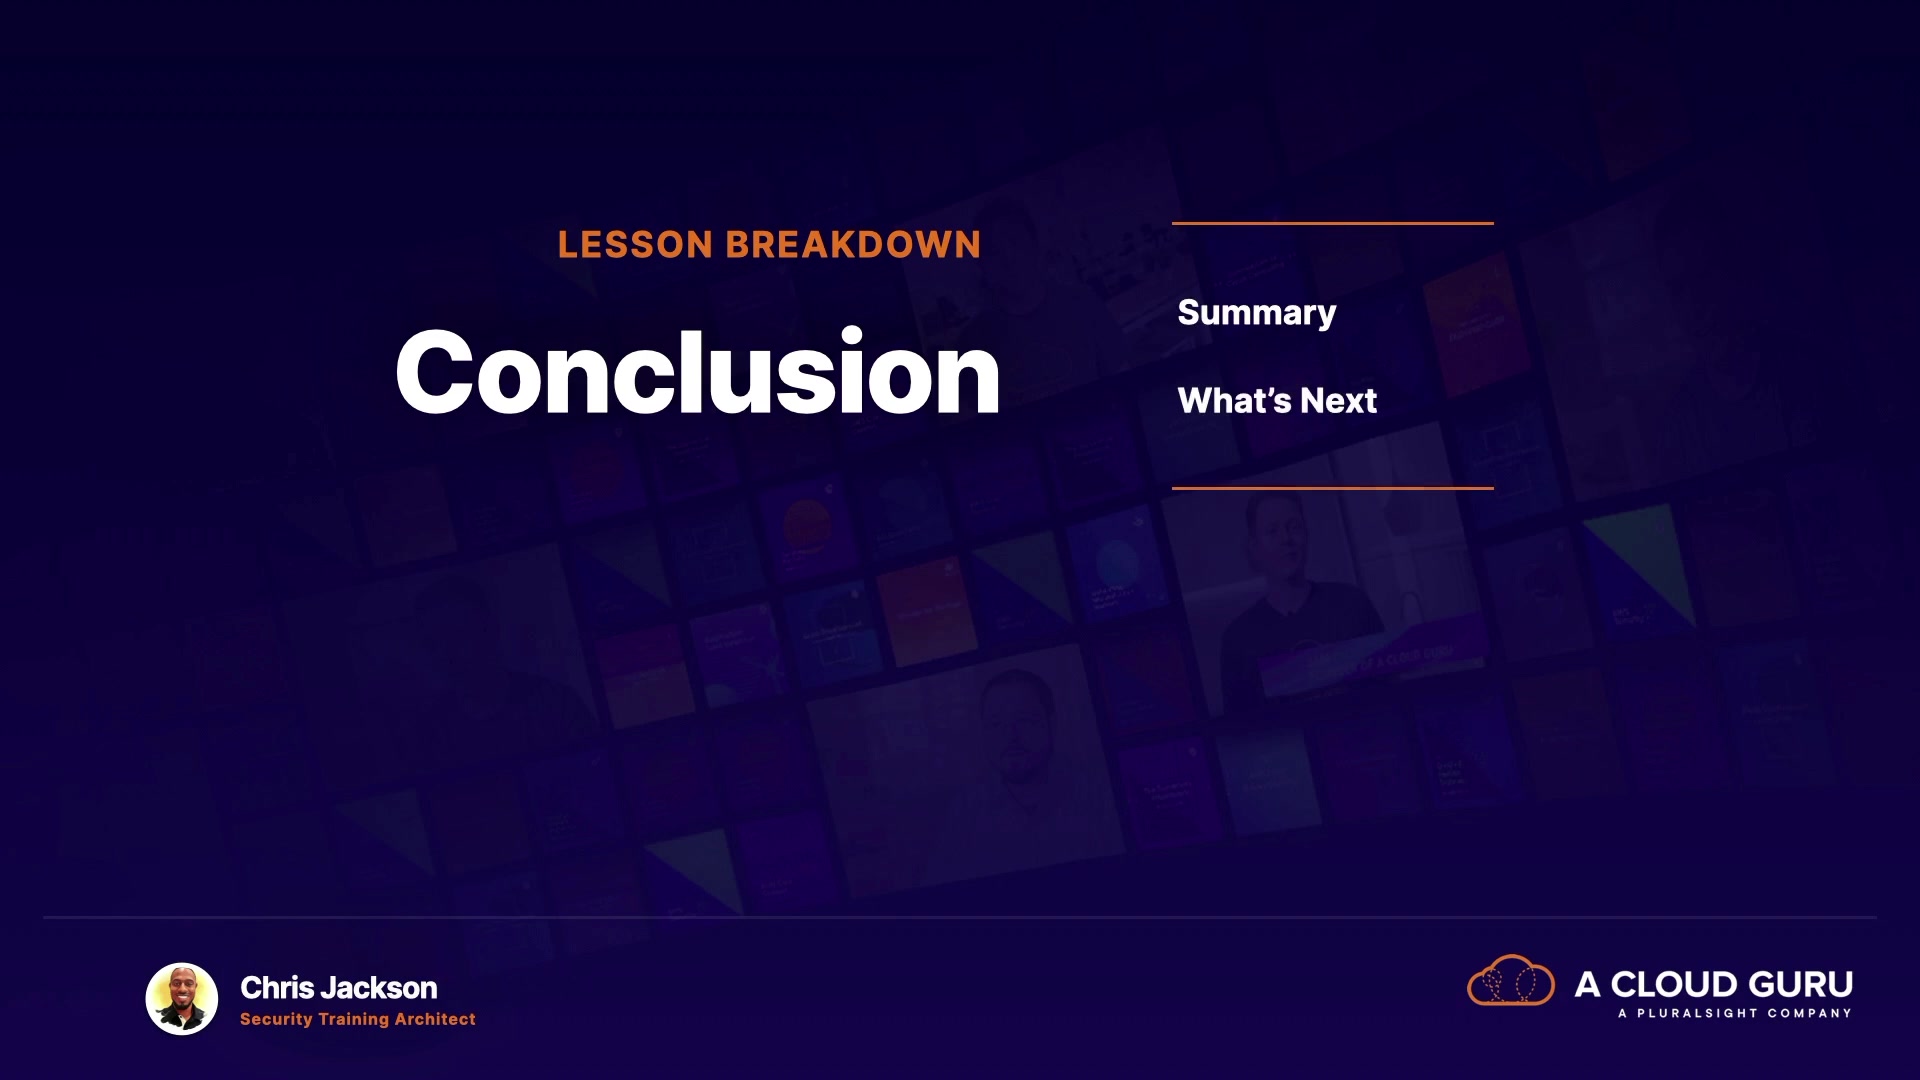 LESSON BREAKDOWN
Conclusion
Summary
What’s Next
Chris Jackson
Security Training Architect
A CLOUD GURU
A PLURALSIGHT COMPANY